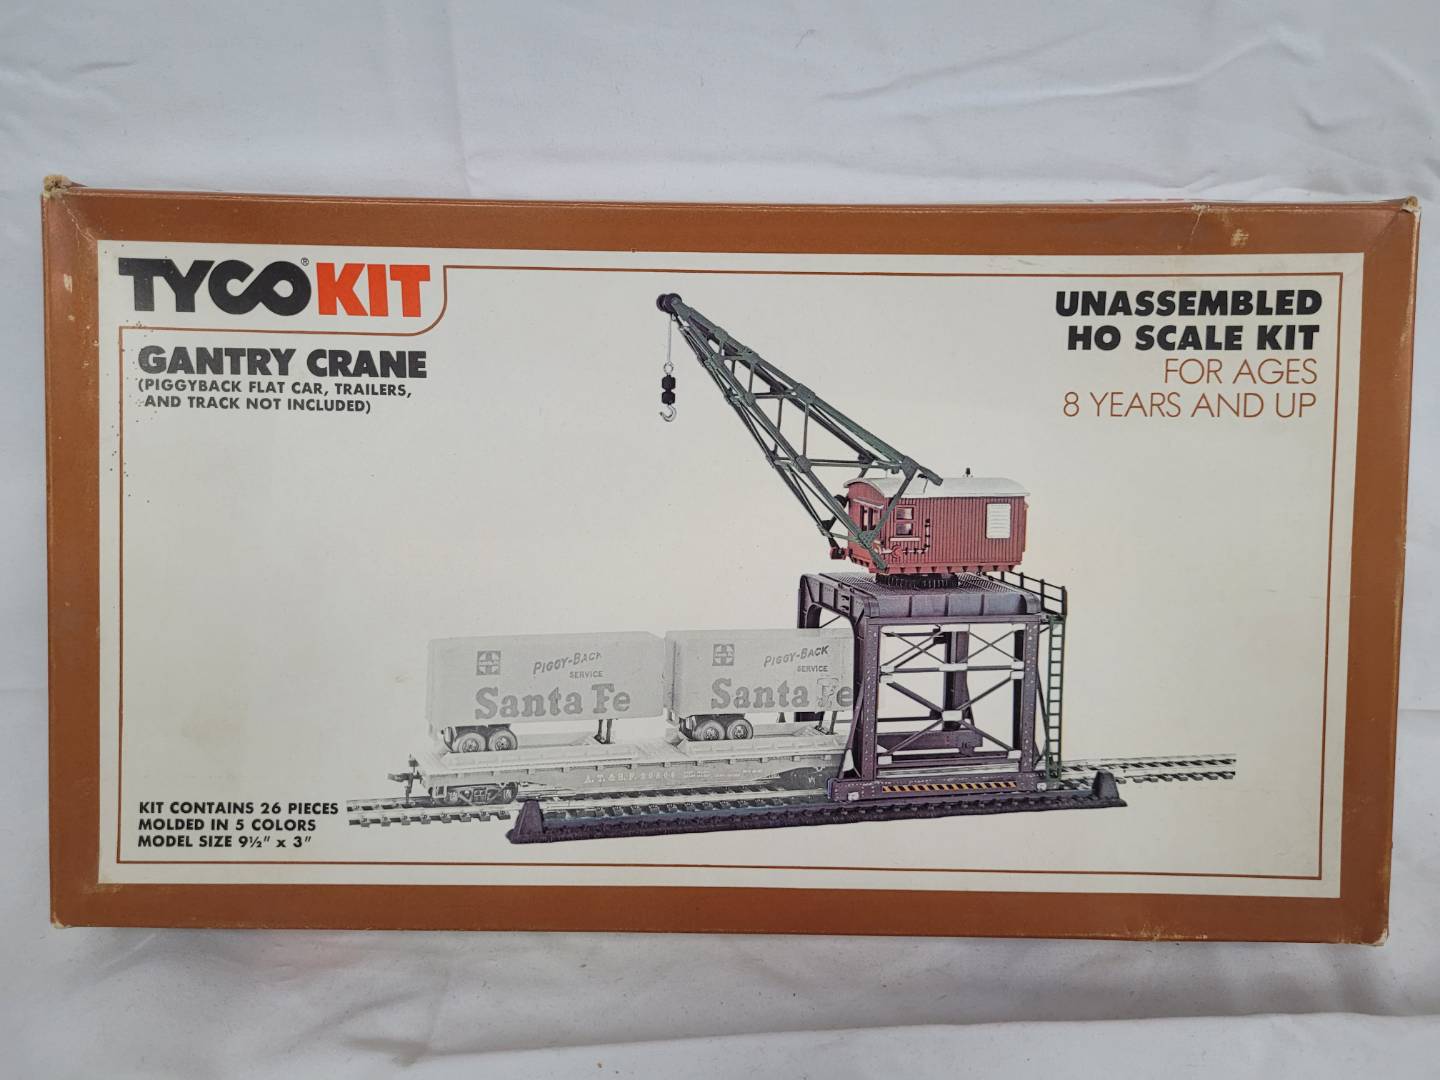 TYCO® KIT
GANTRY CRANE
(PIGGYBACK FLAT CAR, TRAILERS,
AND TRACK NOT INCLUDED)
UNASSEMBLED
HO SCALE KIT
FOR AGES
8 YEARS AND UP
PIGGY-BACK
SERVICE
Santa Fe
PIGGY-BACK
SERVICE
Santa Fe
KIT CONTAINS 26 PIECES
MOLDED IN 5 COLORS
MODEL SIZE 9½" x 3"